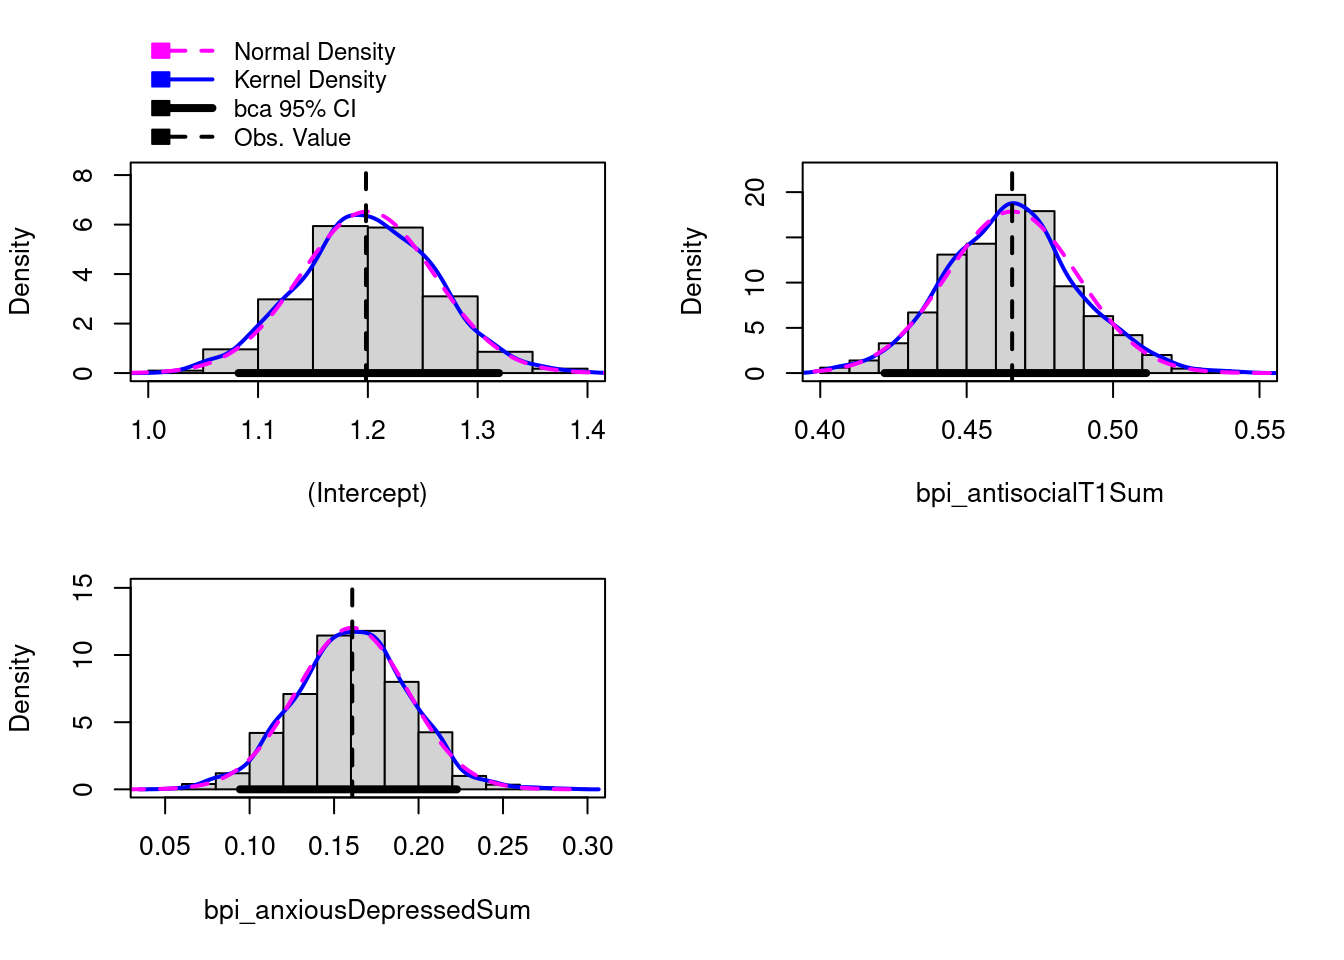 Normal Density
Kernel Density
bca 95% CI
Obs. Value
Density
0 2 4 6 8
1.0 1.1 1.2 1.3 1.4
(Intercept)
Density
0 5 10 20
0.40 0.45 0.50 0.55
bpi_antisocialT1Sum
Density
0 5 10 15
0.05 0.10 0.15 0.20 0.25 0.30
bpi_anxiousDepressedSum